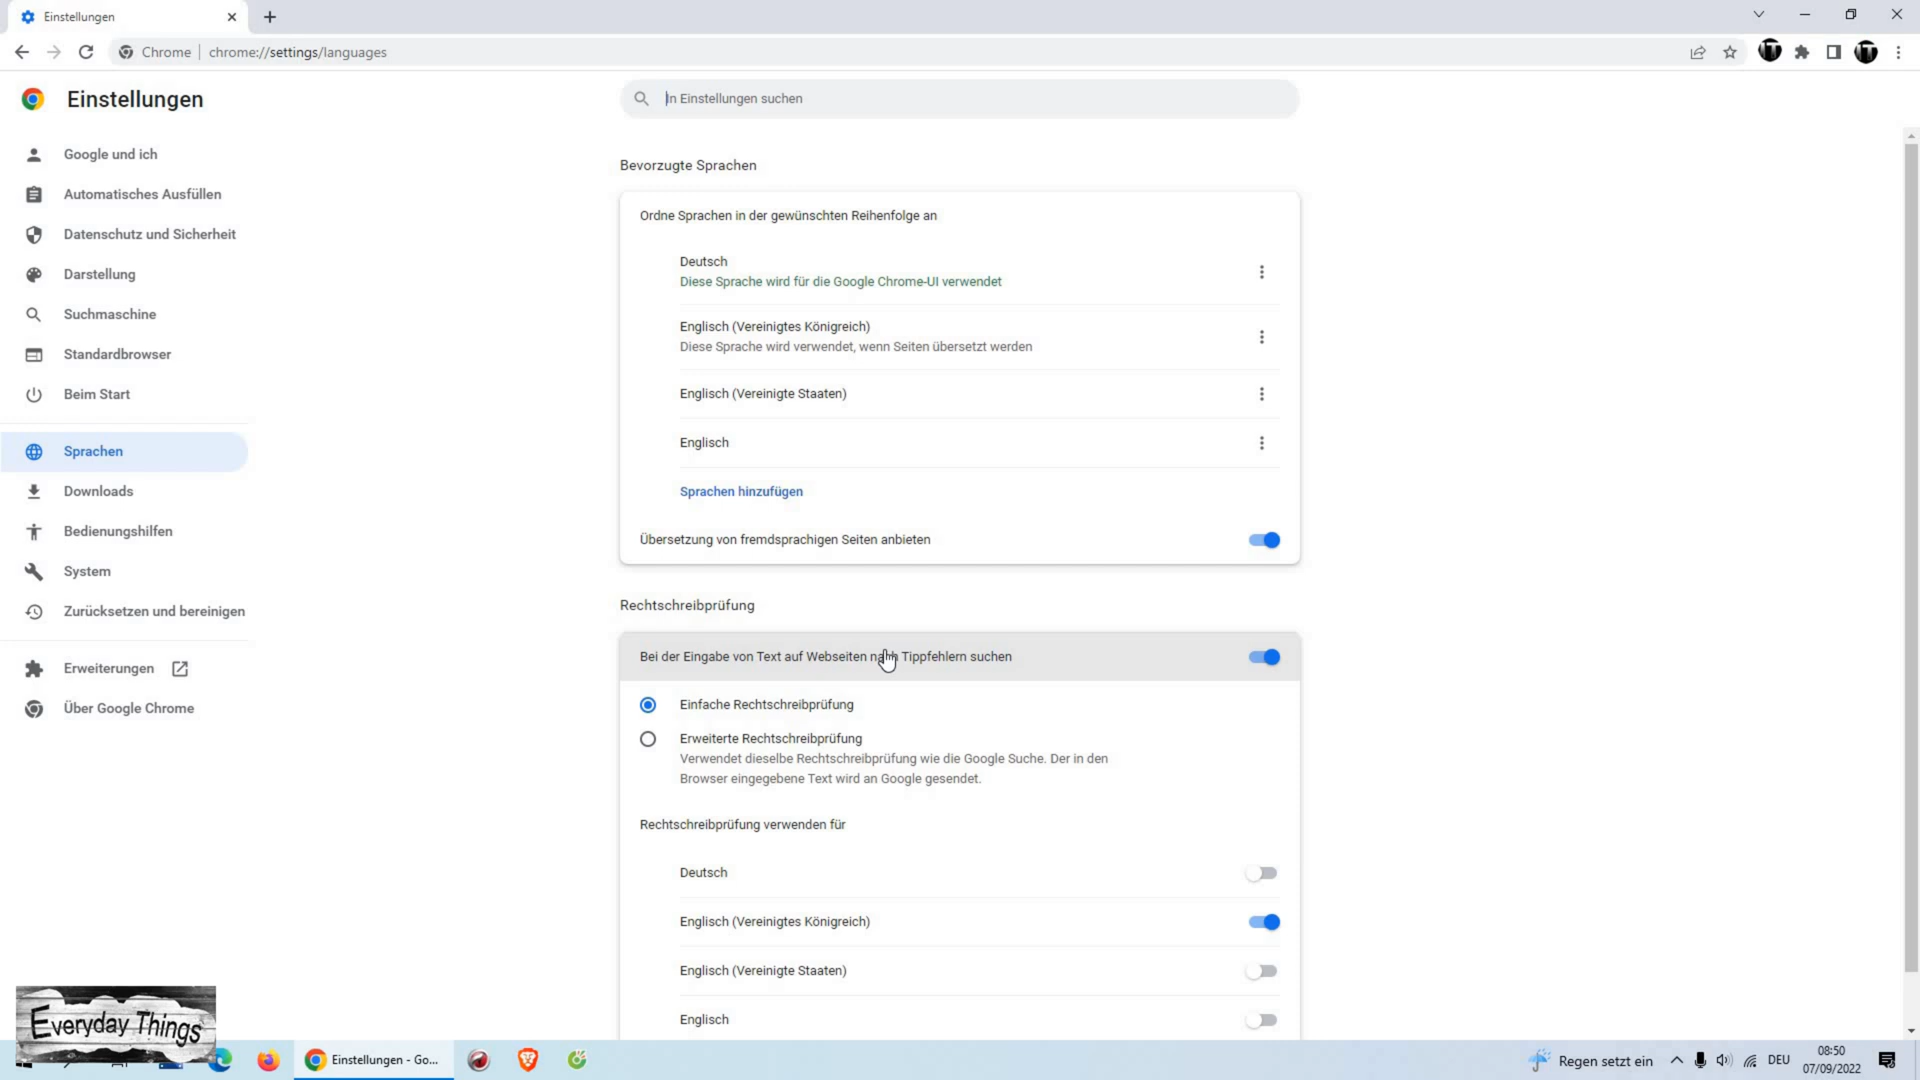 Einstellungen
Chrome
chrome://settings/languages
Einstellungen
In Einstellungen suchen
Google und ich
Automatisches Ausfüllen
Datenschutz und Sicherheit
Darstellung
Suchmaschine
Standardbrowser
Beim Start
Sprachen
Downloads
Bedienungshilfen
System
Zurücksetzen und bereinigen
Erweiterungen
Über Google Chrome
Bevorzugte Sprachen
Ordne Sprachen in der gewünschten Reihenfolge an
Deutsch
Diese Sprache wird für die Google Chrome-UI verwendet
Englisch (Vereinigtes Königreich)
Diese Sprache wird verwendet, wenn Seiten übersetzt werden
Englisch (Vereinigte Staaten)
Englisch
Sprachen hinzufügen
Übersetzung von fremdsprachigen Seiten anbieten
Rechtschreibprüfung
Bei der Eingabe von Text auf Webseiten nach Tippfehlern suchen
Einfache Rechtschreibprüfung
Erweiterte Rechtschreibprüfung
Verwendet dieselbe Rechtschreibprüfung wie die Google Suche. Der in den
Browser eingegebene Text wird an Google gesendet.
Rechtschreibprüfung verwenden für
Deutsch
Englisch (Vereinigtes Königreich)
Englisch (Vereinigte Staaten)
Englisch
Everyday Things
Einstellungen - Go...
Regen setzt ein
DEU
08:50
07/09/2022